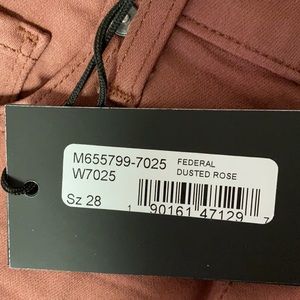 M655799-7025 FEDERAL
W7025 DUSTED ROSE
Sz 28
1 90161 47129 7